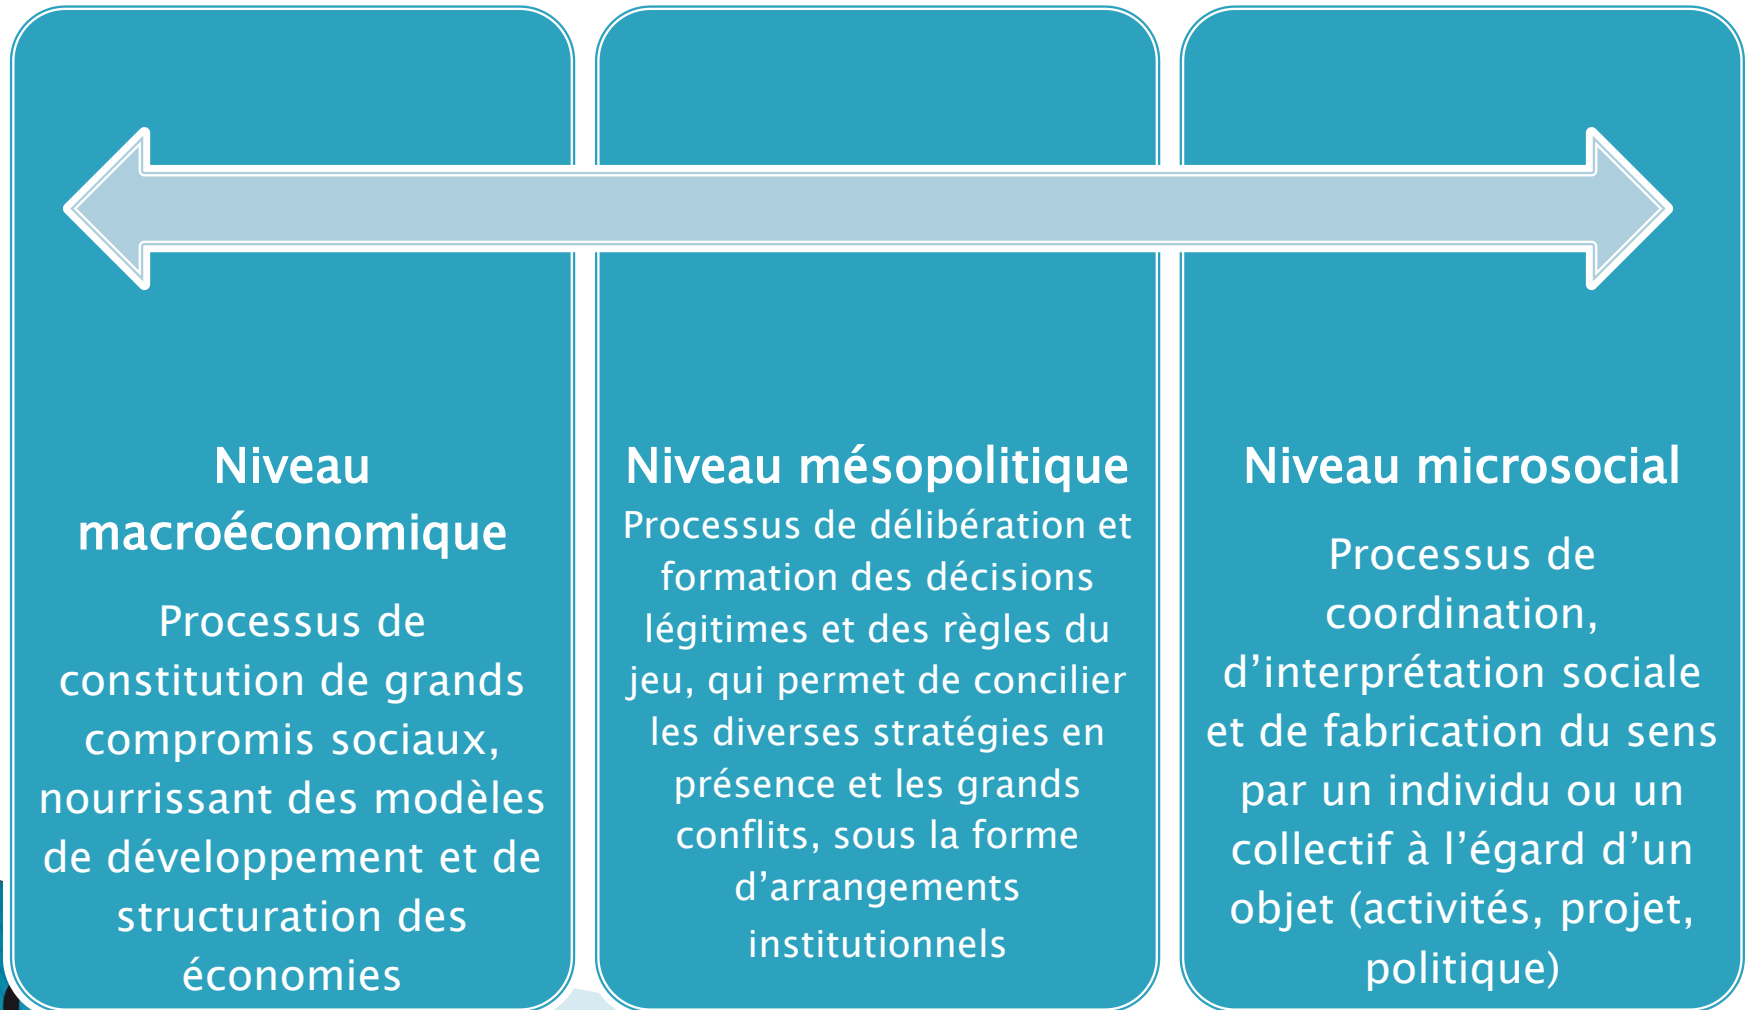 Niveau
macroéconomique
Processus de
constitution de grands
compromis sociaux,
nourrissant des modèles
de développement et de
structuration des
économies
Niveau mésopolitique
Processus de délibération et
formation des décisions
légitimes et des règles du
jeu, qui permet de concilier
les diverses stratégies en
présence et les grands
conflits, sous la forme
d’arrangements
institutionnels
Niveau microsocial
Processus de
coordination,
d’interprétation sociale
et de fabrication du sens
par un individu ou un
collectif à l’égard d’un
objet (activités, projet,
politique)